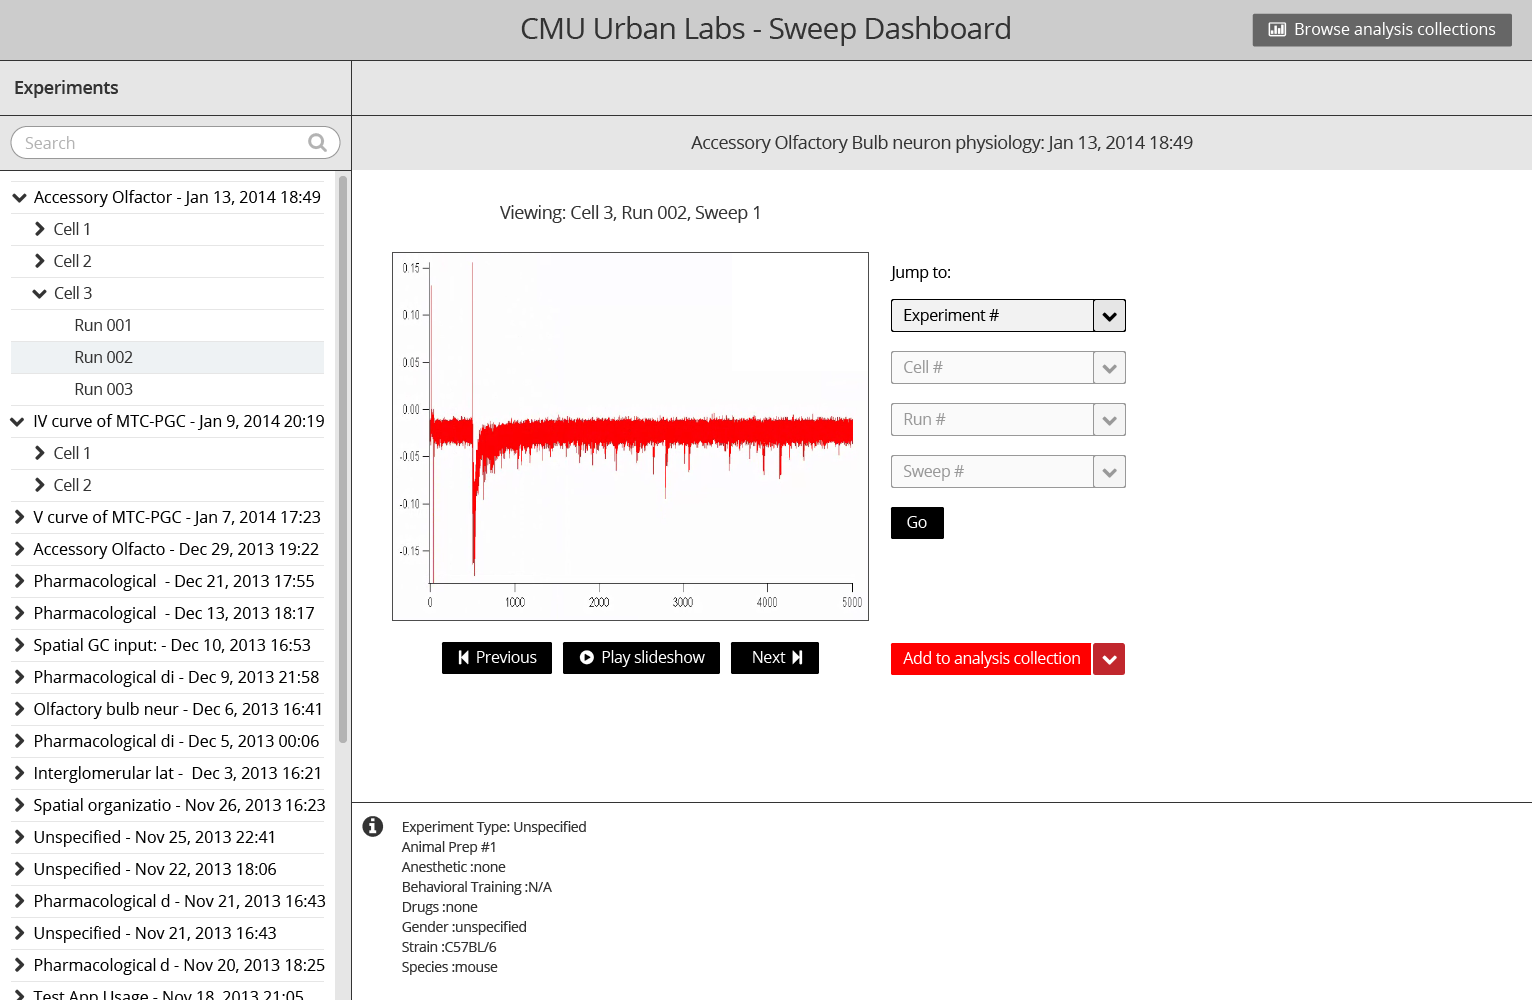 CMU Urban Labs - Sweep Dashboard
Browse analysis collections
Experiments
Search
Accessory Olfactor - Jan 13, 2014 18:49
Cell 1
Cell 2
Cell 3
Run 001
Run 002
Run 003
IV curve of MTC-PGC - Jan 9, 2014 20:19
Cell 1
Cell 2
V curve of MTC-PGC - Jan 7, 2014 17:23
Accessory Olfacto - Dec 29, 2013 19:22
Pharmacological  - Dec 21, 2013 17:55
Pharmacological  - Dec 13, 2013 18:17
Spatial GC input: - Dec 10, 2013 16:53
Pharmacological di - Dec 9, 2013 21:58
Olfactory bulb neur - Dec 6, 2013 16:41
Pharmacological di - Dec 5, 2013 00:06
Interglomerular lat -  Dec 3, 2013 16:21
Spatial organizatio - Nov 26, 2013 16:23
Unspecified - Nov 25, 2013 22:41
Unspecified - Nov 22, 2013 18:06
Pharmacological d - Nov 21, 2013 16:43
Unspecified - Nov 21, 2013 16:43
Pharmacological d - Nov 20, 2013 18:25
Test App Usage - Nov 18, 2013 21:05
Accessory Olfactory Bulb neuron physiology: Jan 13, 2014 18:49
Viewing: Cell 3, Run 002, Sweep 1
0.15
0.10
0.05
0.00
-0.05
-0.10
-0.15
0 1000 2000 3000 4000 5000
Previous
Play slideshow
Next
Jump to:
Experiment #
Cell #
Run #
Sweep #
Go
Add to analysis collection
Experiment Type: Unspecified
Animal Prep #1
Anesthetic :none
Behavioral Training :N/A
Drugs :none
Gender :unspecified
Strain :C57BL/6
Species :mouse